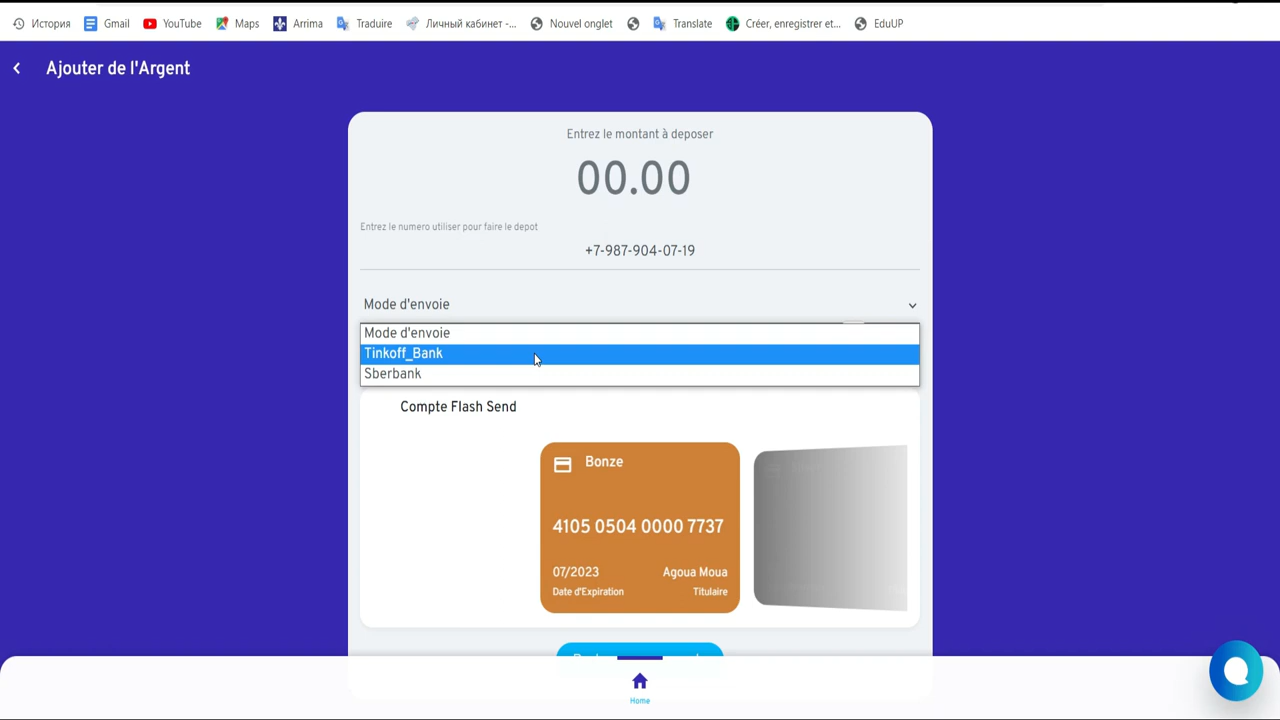 История Gmail YouTube Maps Arrima Traduire Личный кабинет -... Nouvel onglet Translate Créer, enregistrer et... EduUP
Ajouter de l'Argent
Entrez le montant à deposer
00.00
Entrez le numero utiliser pour faire le depot
+7-987-904-07-19
Mode d'envoie
Mode d'envoie
Tinkoff_Bank
Sberbank
Compte Flash Send
Bonze
4105 0504 0000 7737
07/2023 Agoua Moua
Date d'Expiration Titulaire
Home